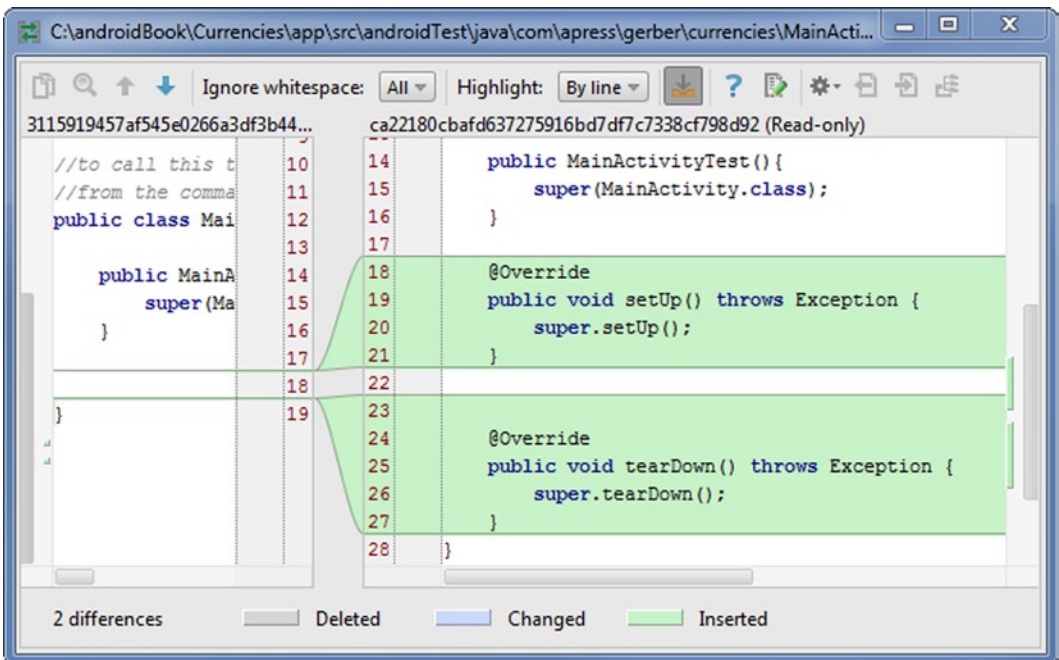 C:\androidBook\Currencies\app\src\androidTest\java\com\apress\gerber\currencies\MainActi...
Ignore whitespace: All Highlight: By line ?
3115919457af545e0266a3df3b44...
ca22180cbafd637275916bd7df7c7338cf798d92 (Read-only)
//to call this t 10
//from the comma 11
public class Mai 12
13
public MainA 14
super(Ma 15
} 16
17
18
} 19
14 public MainActivityTest(){
15 super(MainActivity.class);
16 }
17
18 @Override
19 public void setUp() throws Exception {
20 super.setUp();
21 }
22
23
24 @Override
25 public void tearDown() throws Exception {
26 super.tearDown();
27 }
28 }
2 differences Deleted Changed Inserted